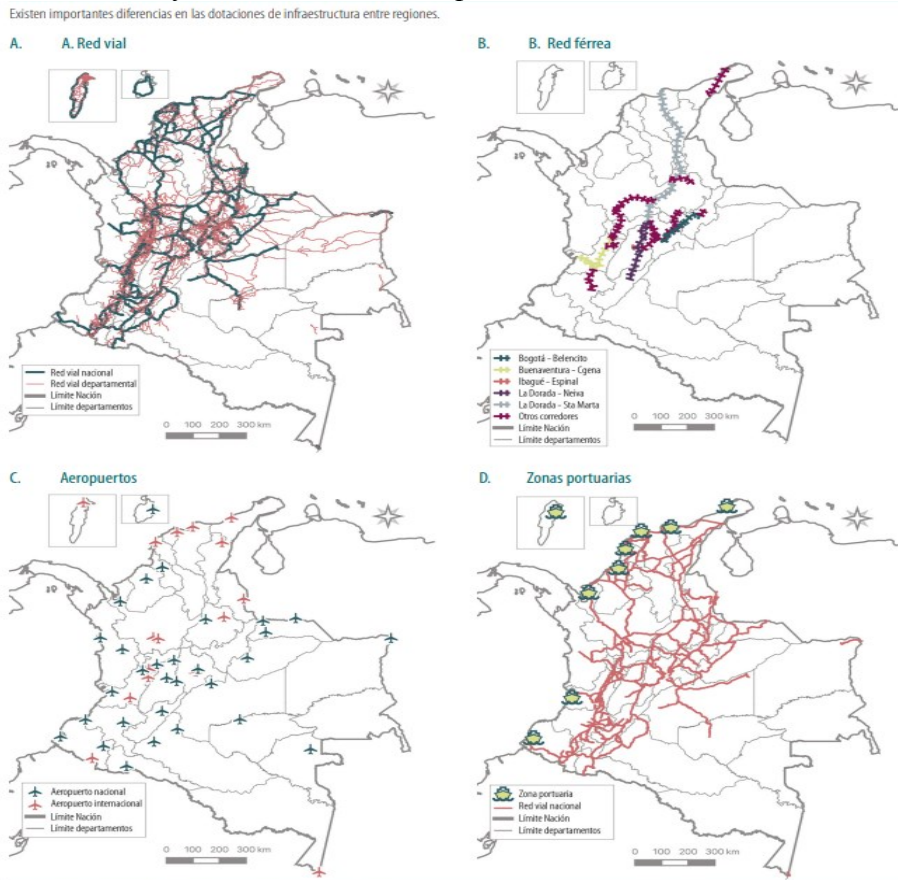 Existen importantes diferencias en las dotaciones de infraestructura entre regiones.
A. A. Red vial
B. B. Red férrea
Red vial nacional
Red vial departamental
Límite Nación
Límite departamentos
0 100 200 300 km
Bogotá – Belencito
Buenaventura – Cgena
Ibagué – Espinal
La Dorada – Neiva
La Dorada – Sta Marta
Otros corredores
Límite Nación
Límite departamentos
0 100 200 300 km
C. Aeropuertos
D. Zonas portuarias
Aeropuerto nacional
Aeropuerto internacional
Límite Nación
Límite departamentos
0 100 200 300 km
Zona portuaria
Red vial nacional
Límite Nación
Límite departamentos
0 100 200 300 km